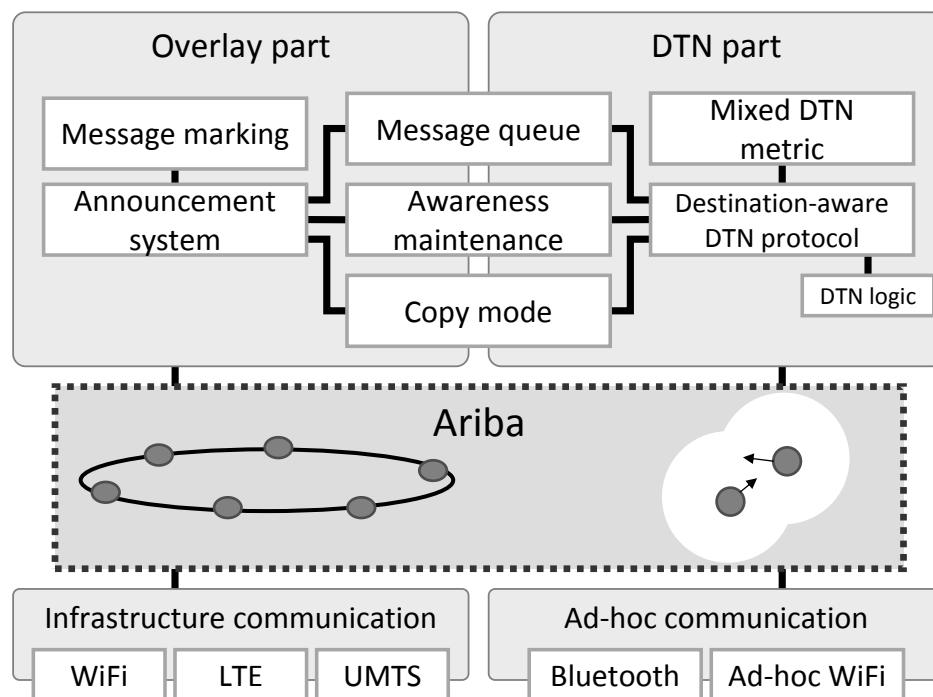 Overlay part
DTN part
Message marking
Message queue
Mixed DTN
metric
Announcement
system
Awareness
maintenance
Destination-aware
DTN protocol
Copy mode
DTN logic
Ariba
Infrastructure communication
Ad-hoc communication
WiFi
LTE
UMTS
Bluetooth
Ad-hoc WiFi